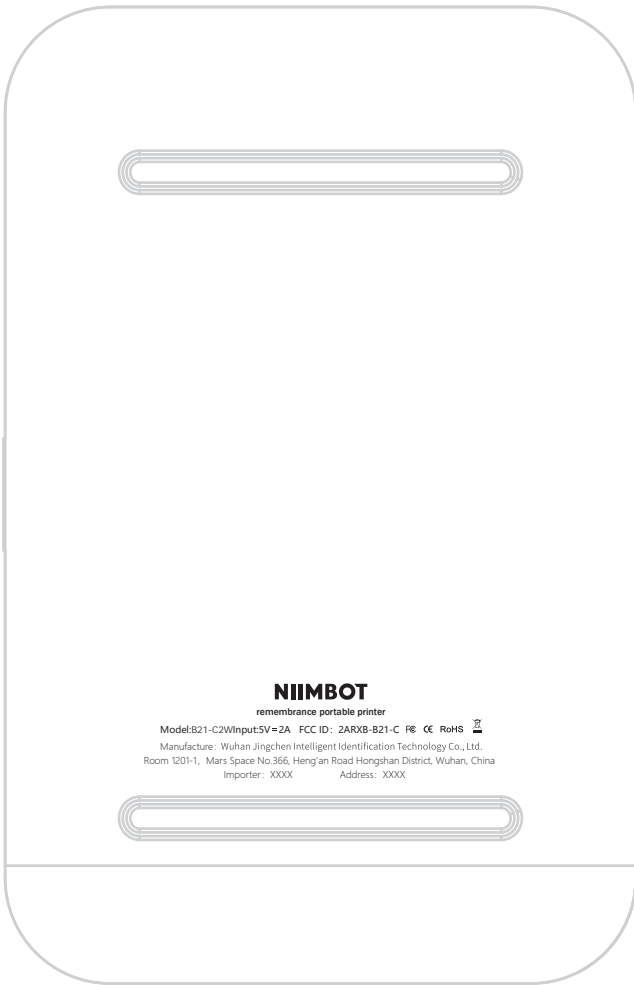 NIIMBOT
remembrance portable printer
Model:B21-C2WInput:5V=2A FCC ID: 2ARXB-B21-C FC CE RoHS
Manufacture: Wuhan Jingchen Intelligent Identification Technology Co., Ltd.
Room 1201-1, Mars Space No.366, Heng'an Road Hongshan District, Wuhan, China
Importer: XXXX Address: XXXX